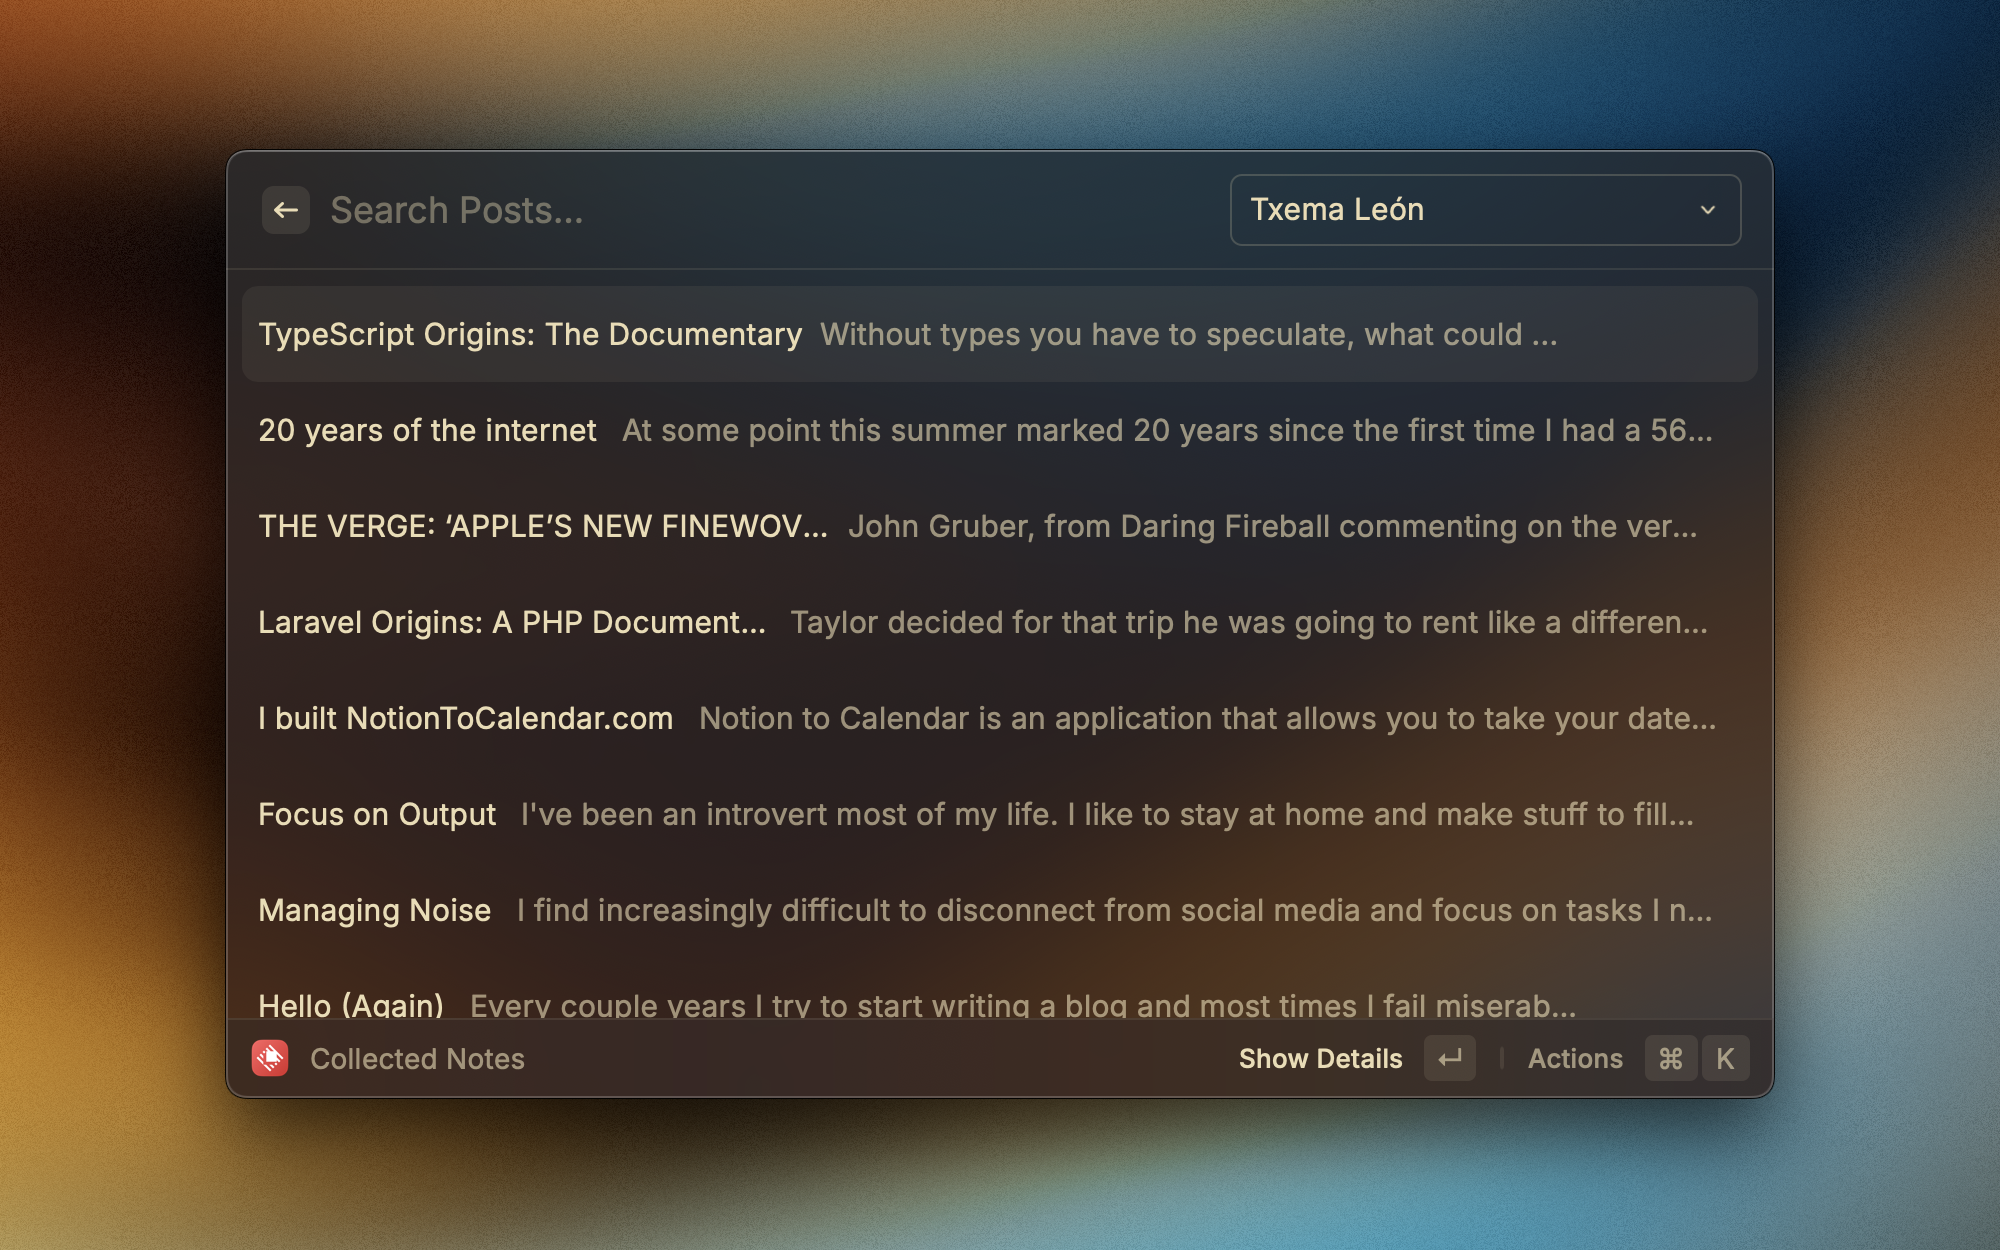 Search Posts...
Txema León
TypeScript Origins: The Documentary Without types you have to speculate, what could ...
20 years of the internet At some point this summer marked 20 years since the first time I had a 56...
THE VERGE: ‘APPLE’S NEW FINEWOV... John Gruber, from Daring Fireball commenting on the ver...
Laravel Origins: A PHP Document... Taylor decided for that trip he was going to rent like a differen...
I built NotionToCalendar.com Notion to Calendar is an application that allows you to take your date...
Focus on Output I've been an introvert most of my life. I like to stay at home and make stuff to fill...
Managing Noise I find increasingly difficult to disconnect from social media and focus on tasks I n...
Hello (Again) Every couple years I try to start writing a blog and most times I fail miserab...
Collected Notes
Show Details ↵ Actions ⌘ K